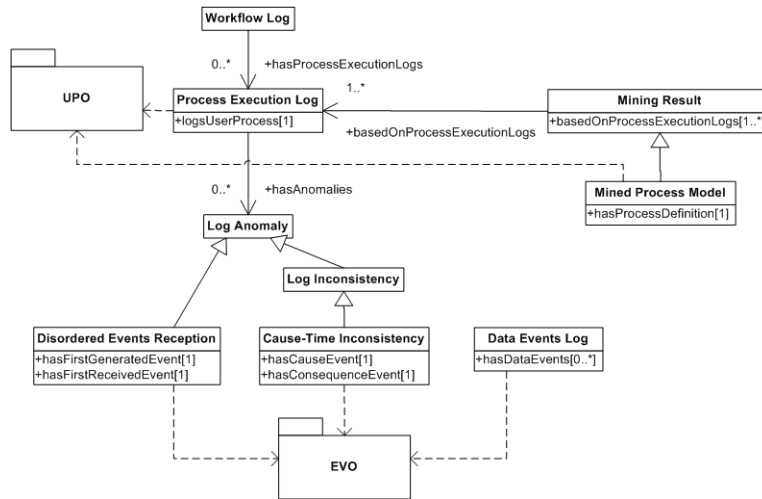 Workflow Log
0..*
+hasProcessExecutionLogs
UPO
Process Execution Log
+logsUserProcess[1]
1..*
+basedOnProcessExecutionLogs
Mining Result
+basedOnProcessExecutionLogs[1..*]
Mined Process Model
+hasProcessDefinition[1]
0..*
+hasAnomalies
Log Anomaly
Log Inconsistency
Disordered Events Reception
+hasFirstGeneratedEvent[1]
+hasFirstReceivedEvent[1]
Cause-Time Inconsistency
+hasCauseEvent[1]
+hasConsequenceEvent[1]
Data Events Log
+hasDataEvents[0..*]
EVO